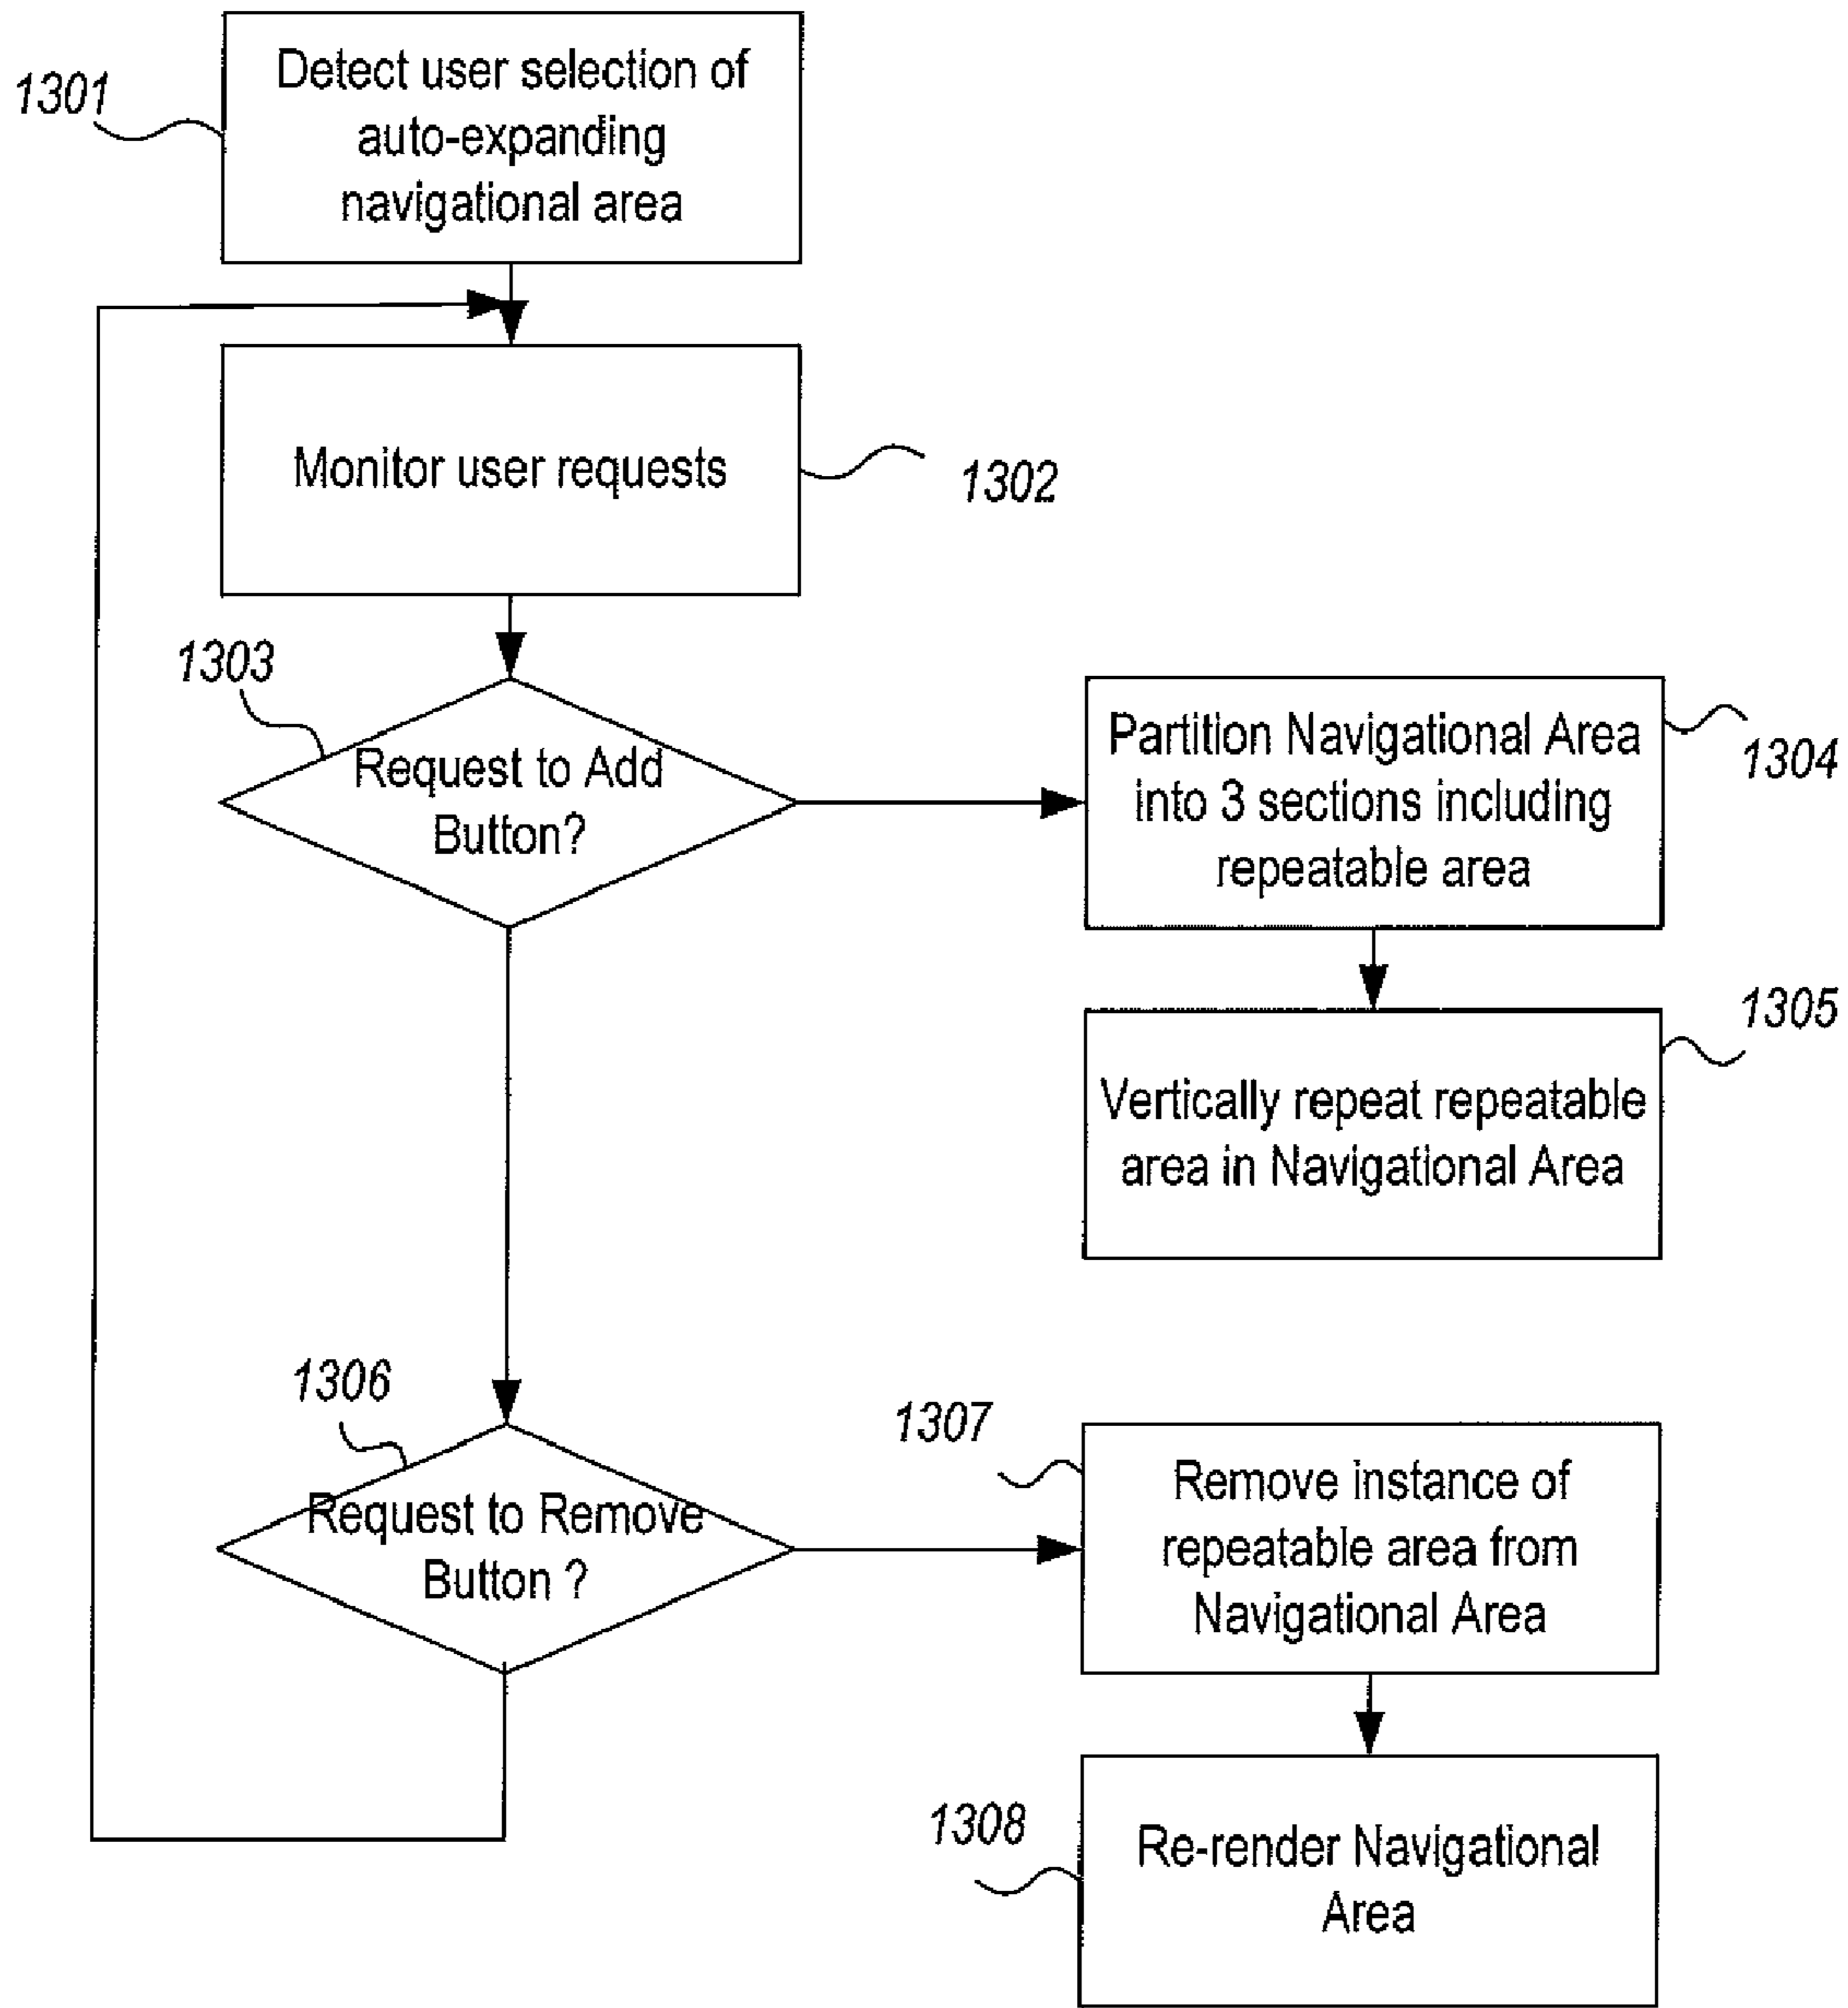 1301
Detect user selection of
auto-expanding
navigational area
Monitor user requests
1302
1303
Request to Add
Button?
Partition Navigational Area
into 3 sections including
repeatable area
1304
Vertically repeat repeatable
area in Navigational Area
1305
1306
Request to Remove
Button ?
1307
Remove instance of
repeatable area from
Navigational Area
1308
Re-render Navigational
Area